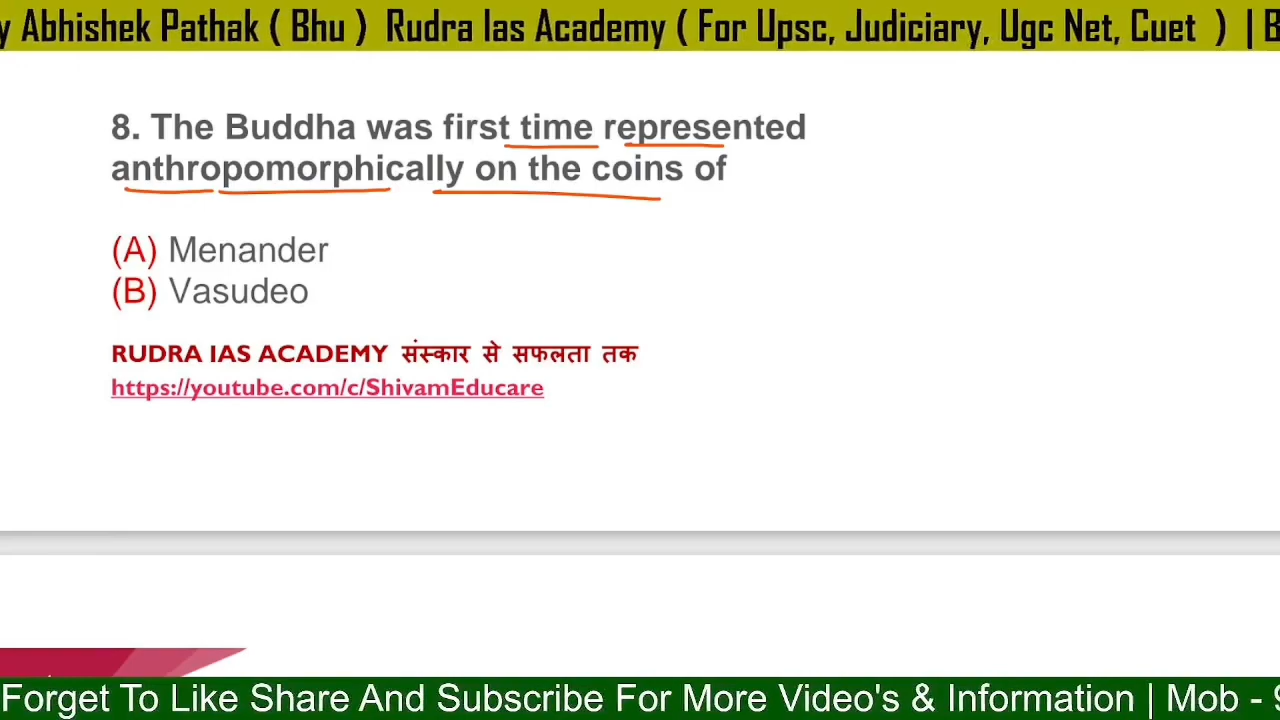 y Abhishek Pathak ( Bhu ) Rudra Ias Academy ( For Upsc, Judiciary, Ugc Net, Cuet ) | B
8. The Buddha was first time represented
anthropomorphically on the coins of
(A) Menander
(B) Vasudeo
RUDRA IAS ACADEMY संस्कार से सफलता तक
https://youtube.com/c/ShivamEducare
Forget To Like Share And Subscribe For More Video's & Information | Mob - 9